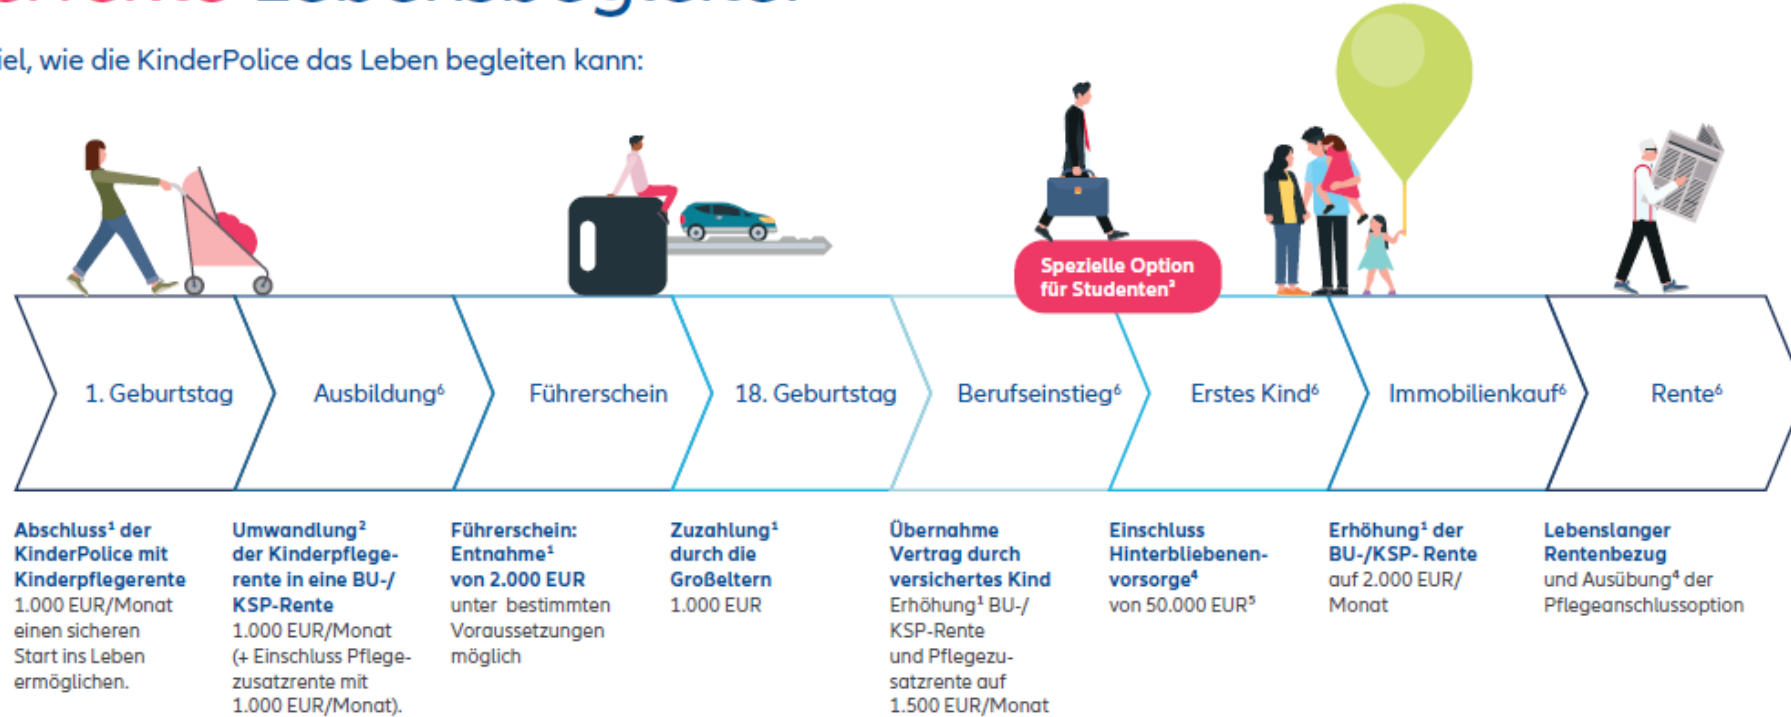 Lebensbegleiter
wie die KinderPolice das Leben begleiten kann:
Spezielle Option
für Studenten³
1. Geburtstag
Ausbildung⁶
Führerschein
18. Geburtstag
Berufseinstieg⁶
Erstes Kind⁶
Immobilienkauf⁶
Rente⁶
Abschluss¹ der
KinderPolice mit
Kinderpflegerente
1.000 EUR/Monat
einen sicheren
Start ins Leben
ermöglichen.
Umwandlung²
der Kinderpflege-
rente in eine BU-/
KSP-Rente
1.000 EUR/Monat
(+ Einschluss Pflege-
zusatzrente mit
1.000 EUR/Monat).
Führerschein:
Entnahme¹
von 2.000 EUR
unter bestimmten
Voraussetzungen
möglich
Zuzahlung¹
durch die
Großeltern
1.000 EUR
Übernahme
Vertrag durch
versichertes Kind
Erhöhung¹ BU-/
KSP-Rente
und Pflegezu-
satzrente auf
1.500 EUR/Monat
Einschluss
Hinterbliebenen-
vorsorge⁴
von 50.000 EUR⁵
Erhöhung¹ der
BU-/KSP- Rente
auf 2.000 EUR/
Monat
Lebenslanger
Rentenbezug
und Ausübung⁴ der
Pflegeanschlussoption